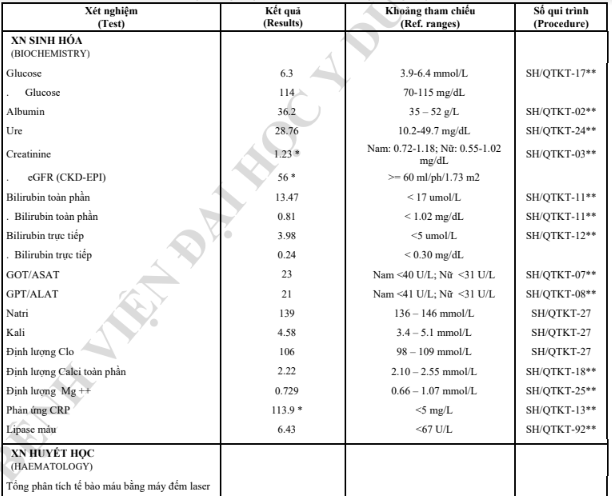 Xét nghiệm Kết quả Khoảng tham chiếu Số qui trình
(Test) (Results) (Ref. ranges) (Procedure)
XN SINH HÓA
(BIOCHEMISTRY)
Glucose 6.3 3.9-6.4 mmol/L SH/QTKT-17**
. Glucose 114 70-115 mg/dL
Albumin 36.2 35 – 52 g/L SH/QTKT-02**
Ure 28.76 10.2-49.7 mg/dL SH/QTKT-24**
Creatinine 1.23 * Nam: 0.72-1.18; Nữ: 0.55-1.02 mg/dL SH/QTKT-03**
. eGFR (CKD-EPI) 56 * >= 60 ml/ph/1.73 m2
Bilirubin toàn phần 13.47 < 17 umol/L SH/QTKT-11**
. Bilirubin toàn phần 0.81 < 1.02 mg/dL SH/QTKT-11**
Bilirubin trực tiếp 3.98 <5 umol/L SH/QTKT-12**
. Bilirubin trực tiếp 0.24 < 0.30 mg/dL
GOT/ASAT 23 Nam <40 U/L; Nữ <31 U/L SH/QTKT-07**
GPT/ALAT 21 Nam <41 U/L; Nữ <31 U/L SH/QTKT-08**
Natri 139 136 – 146 mmol/L SH/QTKT-27
Kali 4.58 3.4 – 5.1 mmol/L SH/QTKT-27
Định lượng Clo 106 98 – 109 mmol/L SH/QTKT-27
Định lượng Calci toàn phần 2.22 2.10 – 2.55 mmol/L SH/QTKT-18**
Định lượng Mg ++ 0.729 0.66 – 1.07 mmol/L SH/QTKT-25**
Phản ứng CRP 113.9 * <5 mg/L SH/QTKT-13**
Lipase máu 6.43 <67 U/L SH/QTKT-92**
XN HUYẾT HỌC
(HAEMATOLOGY)
Tổng phân tích tế bào máu bằng máy đếm laser
BỆNH VIỆN ĐẠI HỌC Y DƯ